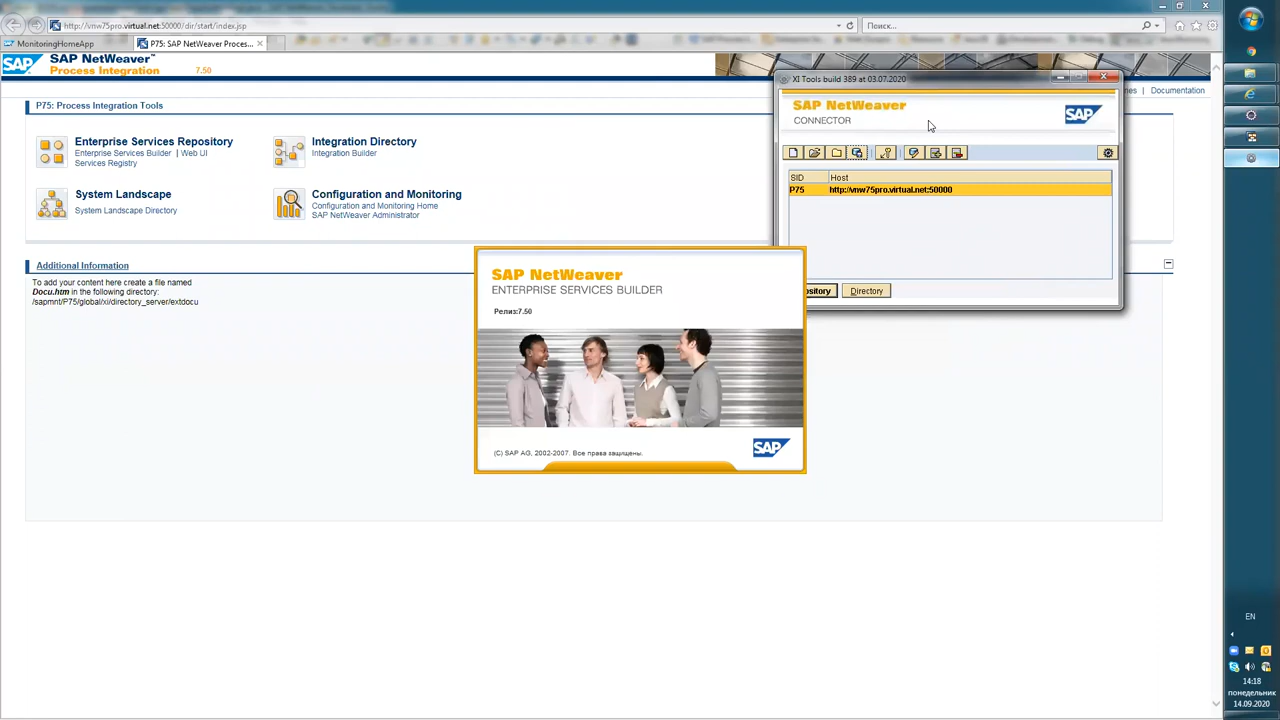 http://vnw75pro.virtual.net:50000/dir/start/index.jsp
Поиск...
MonitoringHomeApp
P75: SAP NetWeaver Proces...
SAP
SAP NetWeaver™
Process Integration
7.50
Documentation
P75: Process Integration Tools
Enterprise Services Repository
Enterprise Services Builder | Web UI
Services Registry
Integration Directory
Integration Builder
System Landscape
System Landscape Directory
Configuration and Monitoring
Configuration and Monitoring Home
SAP NetWeaver Administrator
Additional Information
To add your content here create a file named
Docu.htm in the following directory:
/sapmnt/P75/global/xi/directory_server/extdocu
XI Tools build 389 at 03.07.2020
SAP NetWeaver
CONNECTOR
SAP
SID Host
P75 http://vnw75pro.virtual.net:50000
Directory
SAP NetWeaver
ENTERPRISE SERVICES BUILDER
Релиз:7.50
(C) SAP AG, 2002-2007. Все права защищены.
SAP
EN
14:18
понедельник
14.09.2020